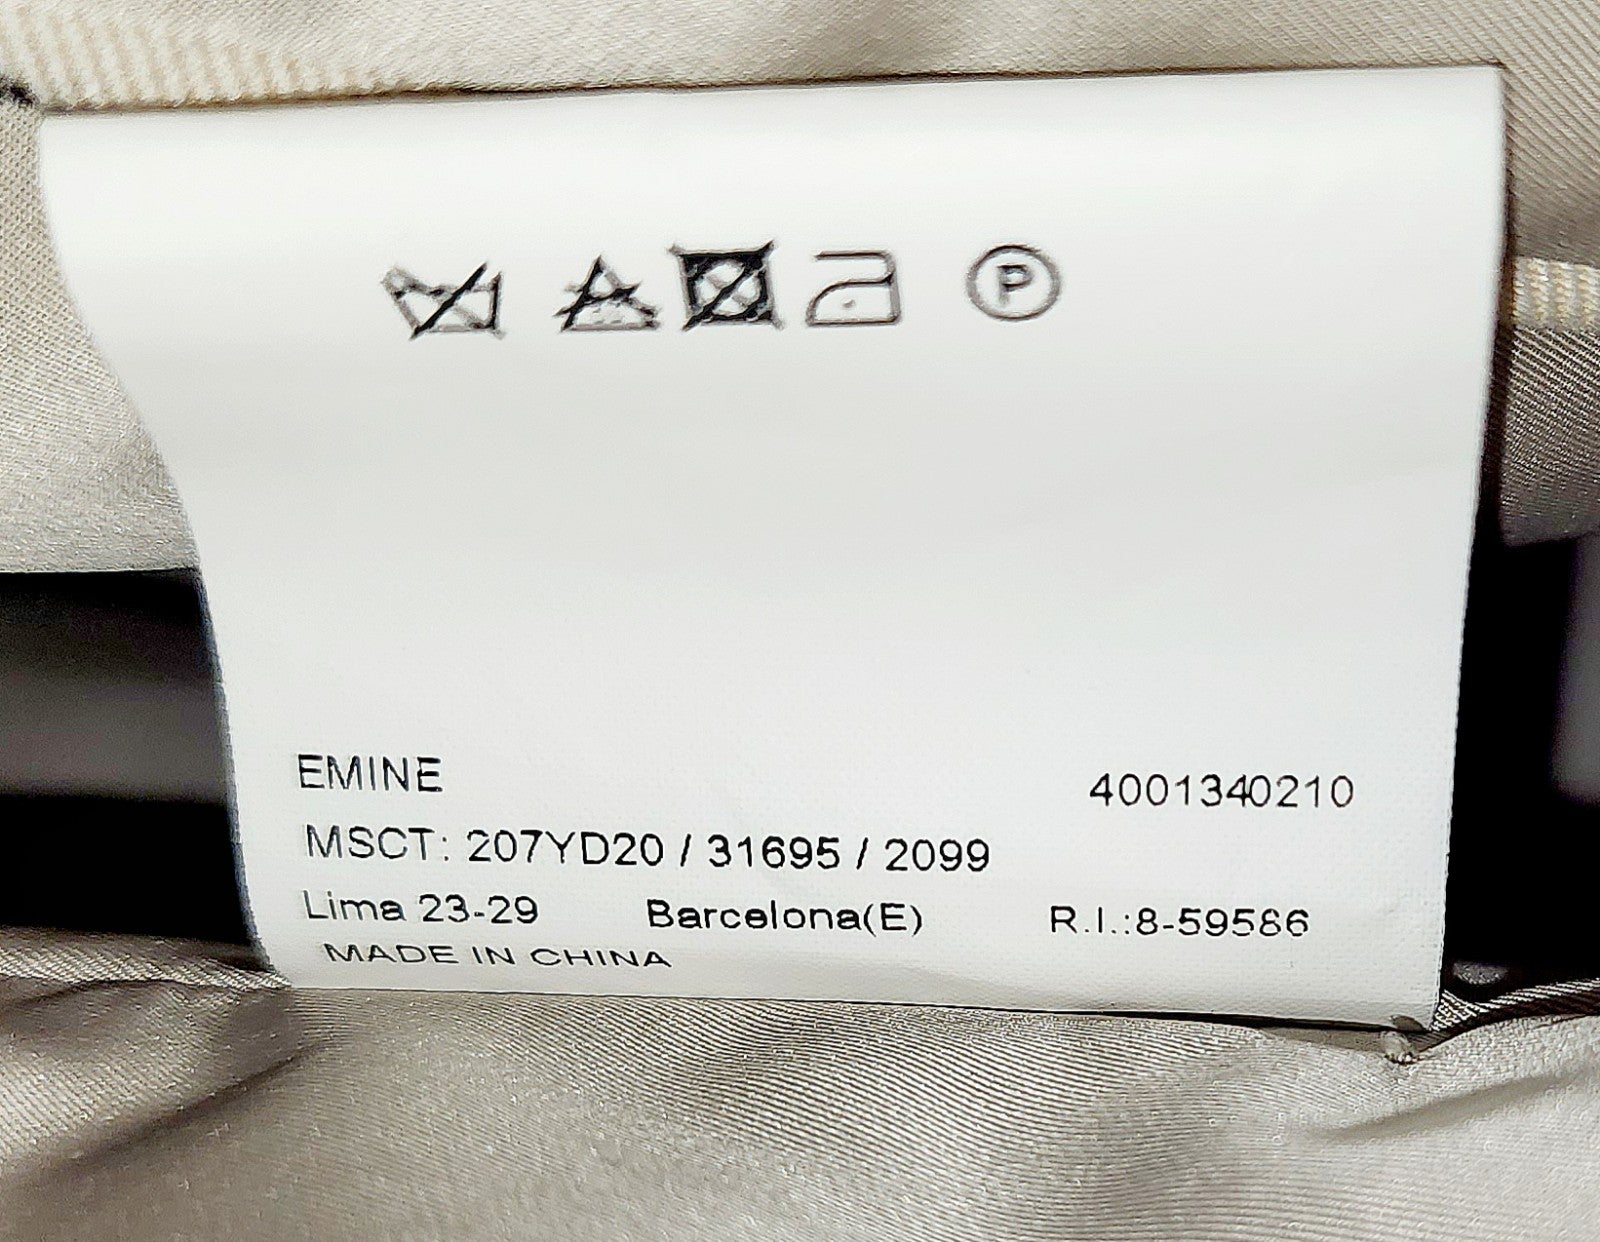 P
EMINE 4001340210
MSCT: 207YD20 / 31695 / 2099
Lima 23-29 Barcelona(E) R.I.:8-59586
MADE IN CHINA